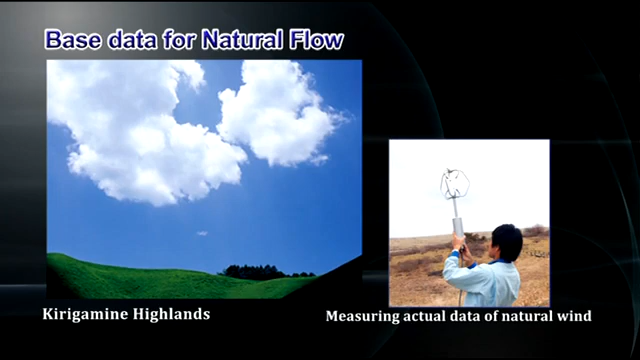 Base data for Natural Flow
Kirigamine Highlands
Measuring actual data of natural wind